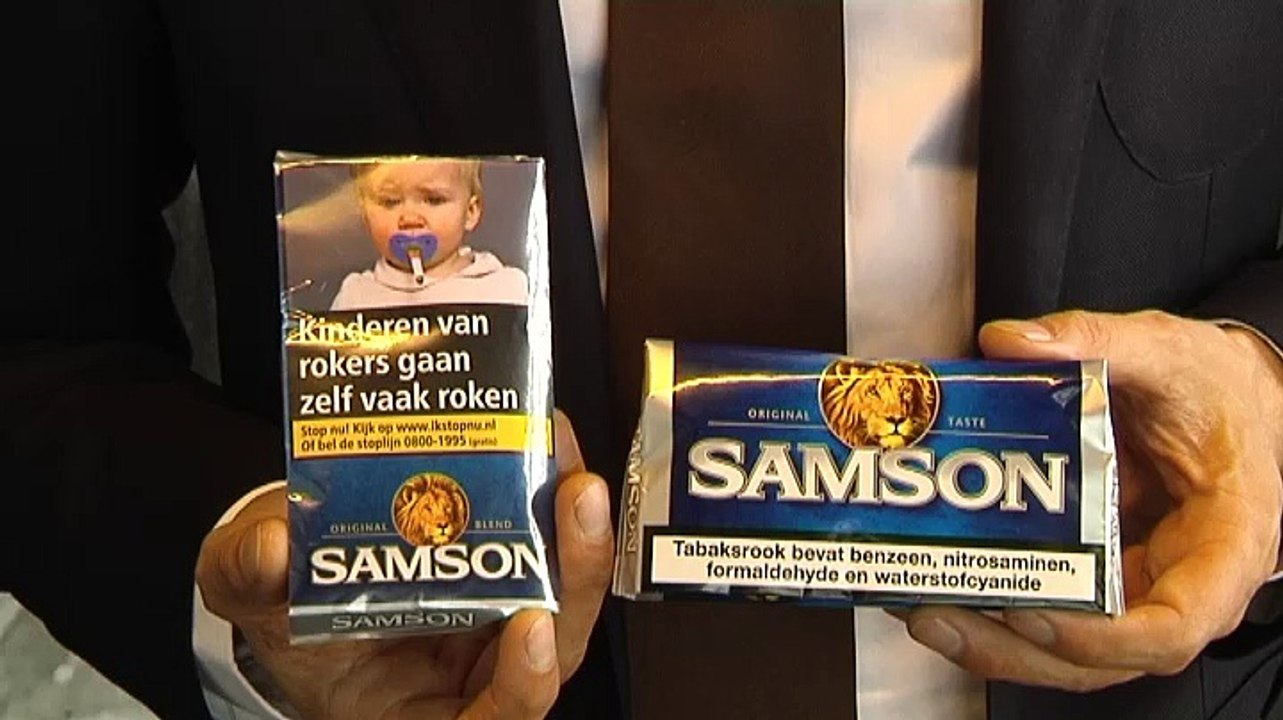 Kinderen van
rokers gaan
zelf vaak roken
Stop nu! Kijk op www.ikstopnu.nl
Of bel de stoplijn 0800-1995 (gratis)
ORIGINAL BLEND
SAMSON
SAMSON
ORIGINAL TASTE
SAMSON
SAMSON
Tabaksrook bevat benzeen, nitrosaminen,
formaldehyde en waterstofcyanide